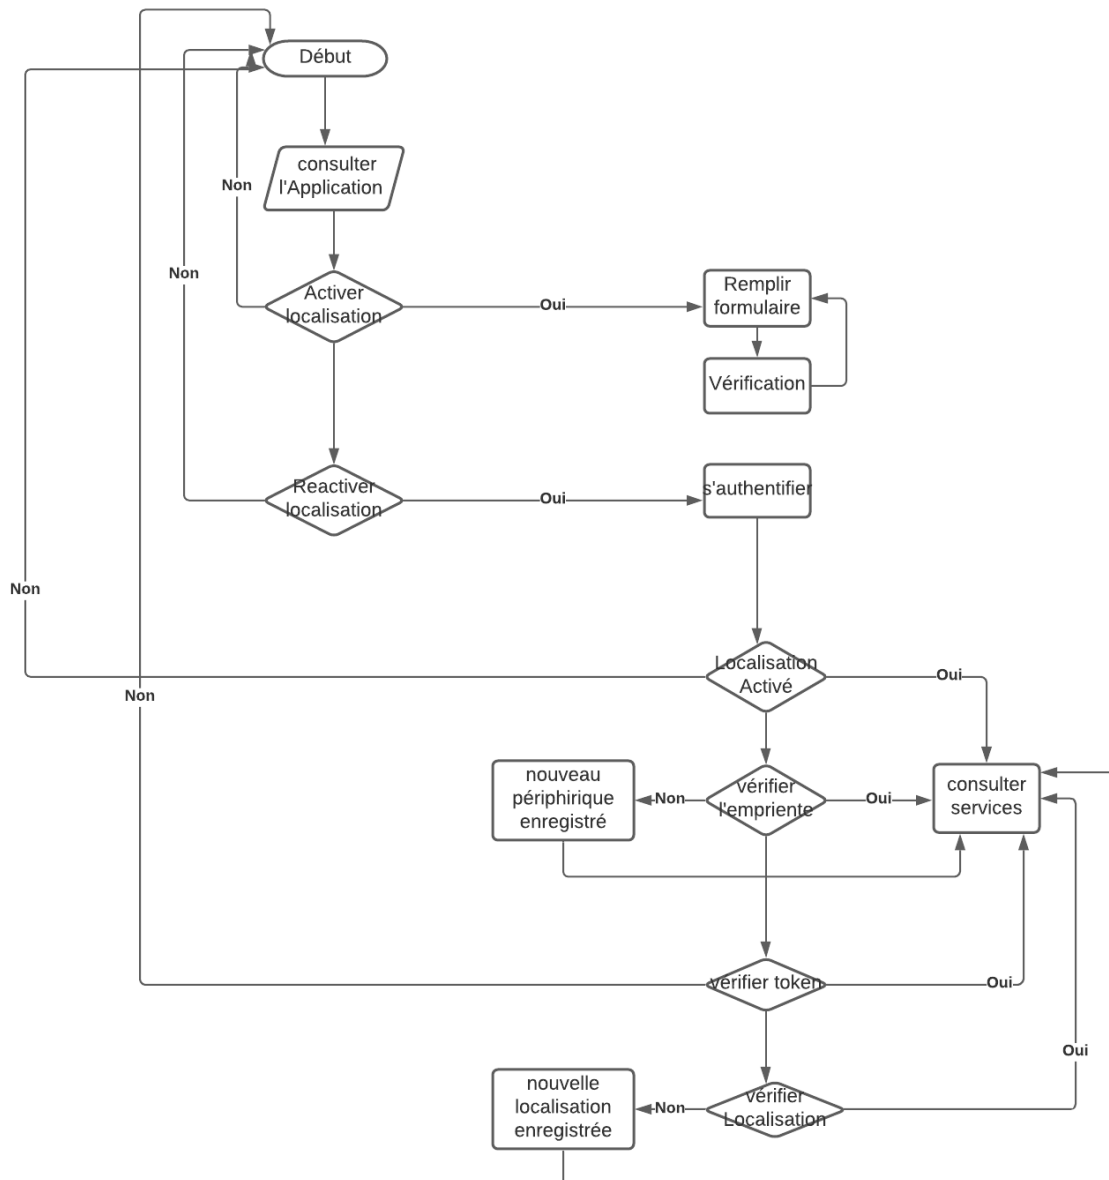 Début
consulter
l'Application
Non
Non
Activer
localisation
Oui
Remplir
formulaire
Vérification
Reactiver
localisation
Oui
s'authentifier
Non
Localisation
Activé
Oui
Non
nouveau
périphirique
enregistré
Non
vérifier
l'empriente
Oui
consulter
services
verifier token
Oui
Oui
nouvelle
localisation
enregistrée
Non
vérifier
Localisation